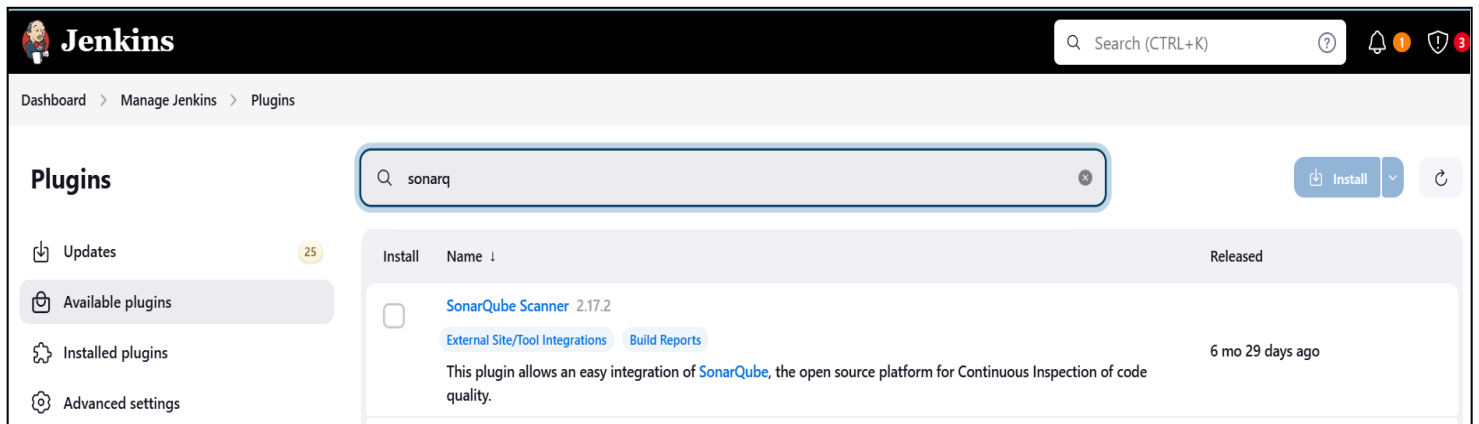 Jenkins
Search (CTRL+K)
1
3
Dashboard > Manage Jenkins > Plugins
Plugins
sonarq
Install
Updates 25
Available plugins
Installed plugins
Advanced settings
Install Name ↓ Released
SonarQube Scanner 2.17.2
External Site/Tool Integrations Build Reports
This plugin allows an easy integration of SonarQube, the open source platform for Continuous Inspection of code
quality.
6 mo 29 days ago